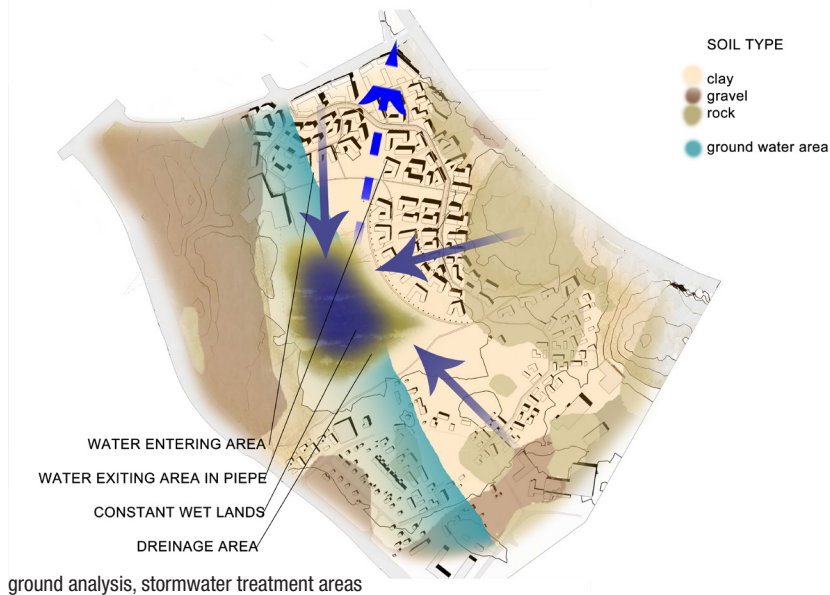 SOIL TYPE
clay
gravel
rock
ground water area
WATER ENTERING AREA
WATER EXITING AREA IN PIEPE
CONSTANT WET LANDS
DREINAGE AREA
ground analysis, stormwater treatment areas